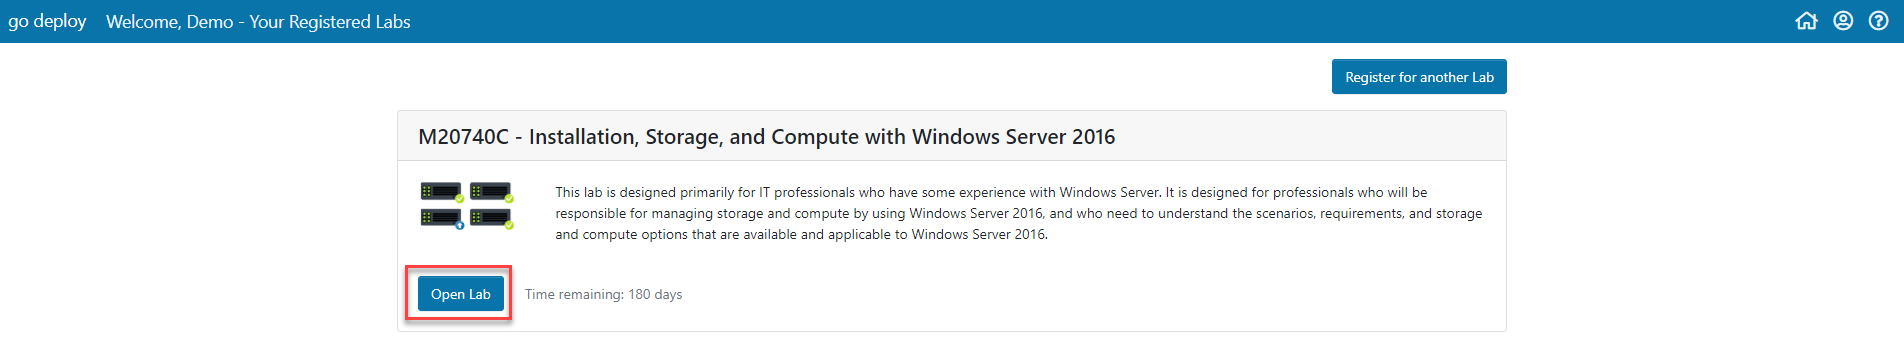 go deploy Welcome, Demo - Your Registered Labs
Register for another Lab
M20740C - Installation, Storage, and Compute with Windows Server 2016
This lab is designed primarily for IT professionals who have some experience with Windows Server. It is designed for professionals who will be
responsible for managing storage and compute by using Windows Server 2016, and who need to understand the scenarios, requirements, and storage
and compute options that are available and applicable to Windows Server 2016.
Open Lab Time remaining: 180 days